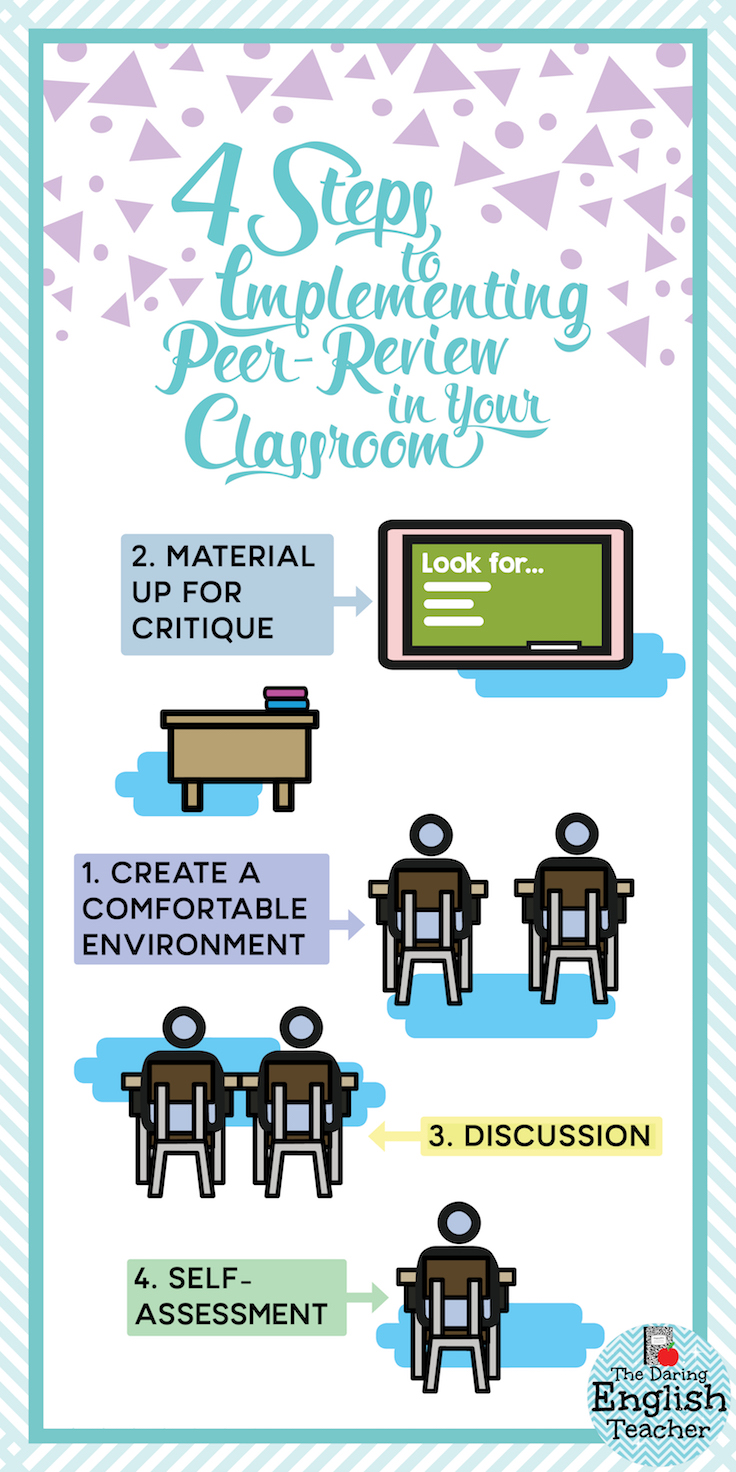 4 Steps
to
Implementing
Peer-Review
in Your
Classroom
2. MATERIAL
UP FOR
CRITIQUE
Look for...
1. CREATE A
COMFORTABLE
ENVIRONMENT
3. DISCUSSION
4. SELF-
ASSESSMENT
The Daring
English
Teacher